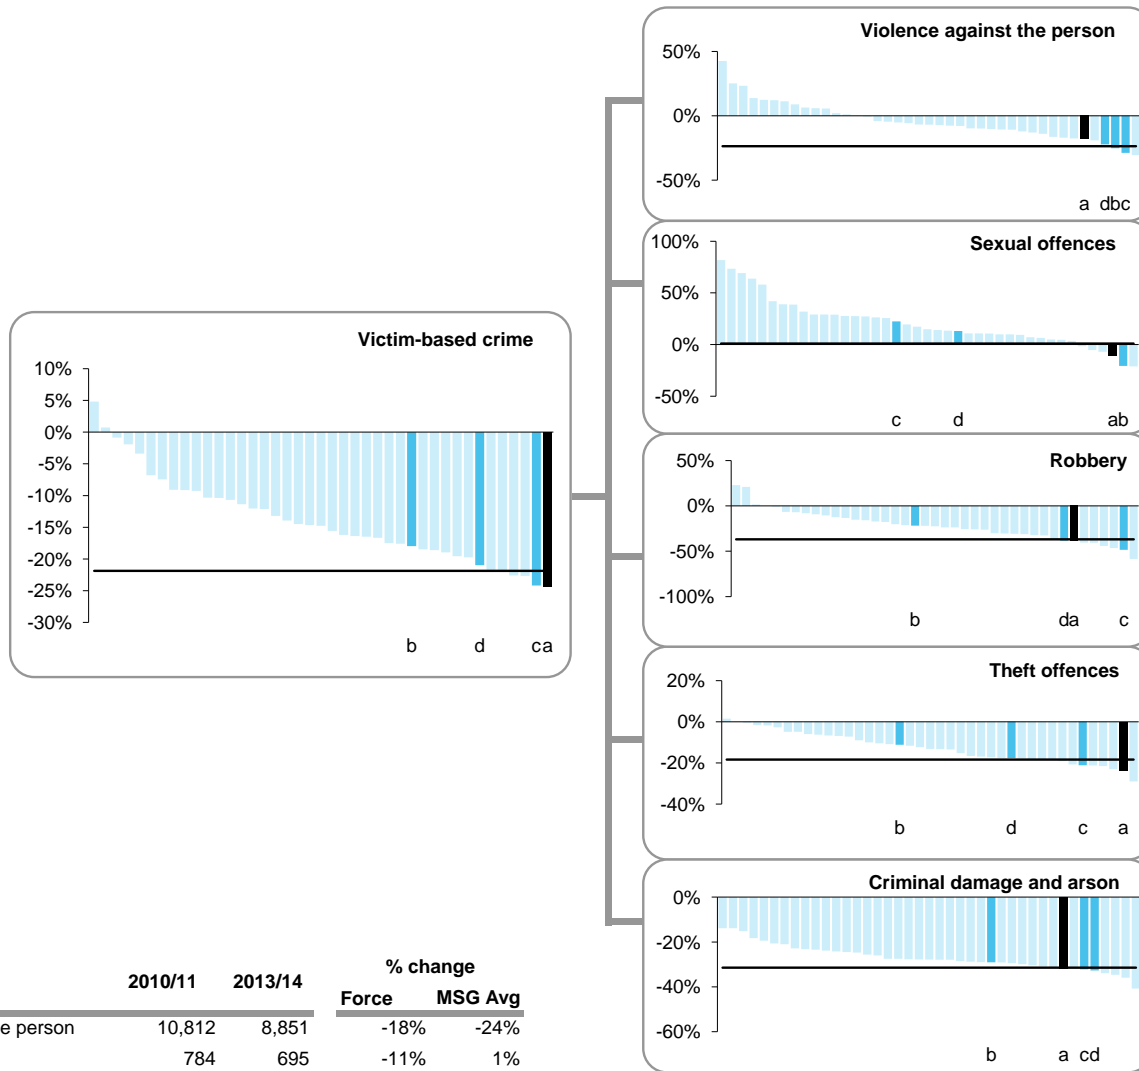 Violence against the person
50%
0%
-50%
a dbc
Sexual offences
100%
50%
0%
-50%
c d ab
Victim-based crime
10%
5%
0%
-5%
-10%
-15%
-20%
-25%
-30%
b d ca
Robbery
50%
0%
-50%
-100%
b da c
Theft offences
20%
0%
-20%
-40%
b d c a
Criminal damage and arson
0%
-20%
-40%
-60%
b a cd
2010/11 2013/14 % change
Force MSG Avg
e person 10,812 8,851 -18% -24%
784 695 -11% 1%